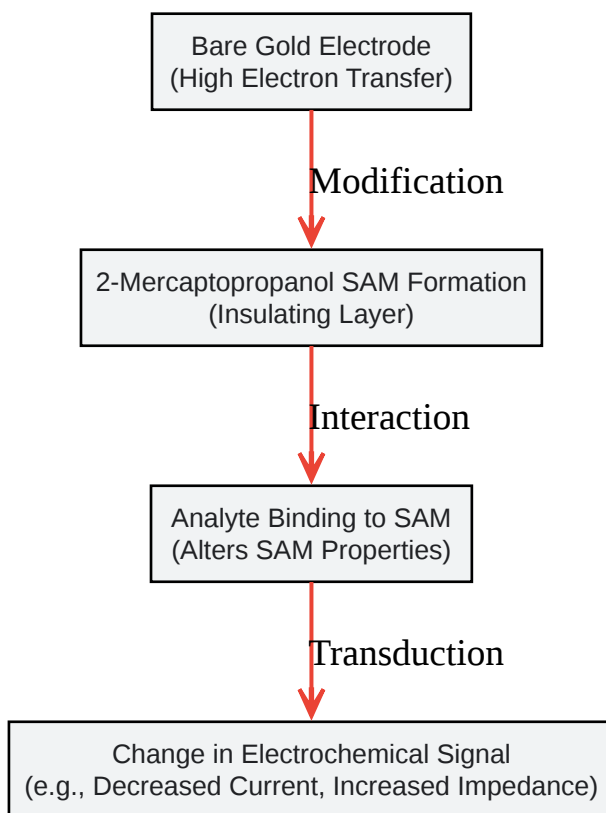 Bare Gold Electrode
(High Electron Transfer)
Modification
2-Mercaptopropanol SAM Formation
(Insulating Layer)
Interaction
Analyte Binding to SAM
(Alters SAM Properties)
Transduction
Change in Electrochemical Signal
(e.g., Decreased Current, Increased Impedance)